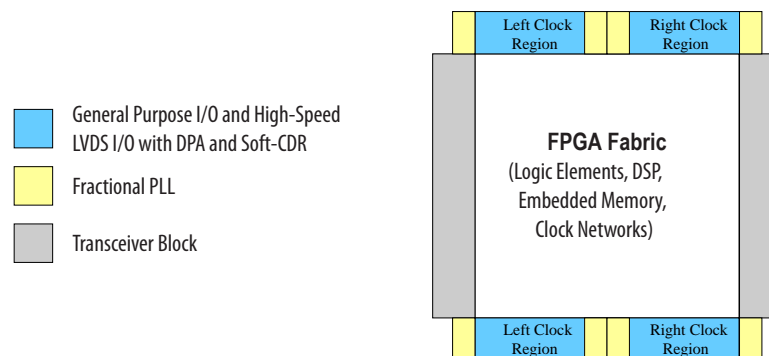 Left Clock
Region
Right Clock
Region
General Purpose I/O and High-Speed
LVDS I/O with DPA and Soft-CDR
Fractional PLL
Transceiver Block
FPGA Fabric
(Logic Elements, DSP,
Embedded Memory,
Clock Networks)
Left Clock
Region
Right Clock
Region